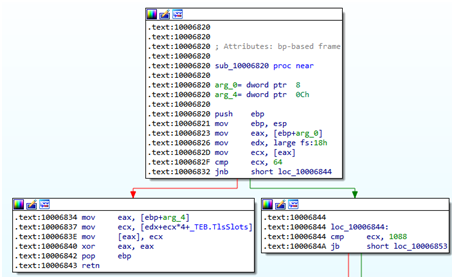 .text:10006820
.text:10006820
.text:10006820 ; Attributes: bp-based frame
.text:10006820
.text:10006820 sub_10006820 proc near
.text:10006820
.text:10006820 arg_0= dword ptr 8
.text:10006820 arg_4= dword ptr 0Ch
.text:10006820
.text:10006820 push ebp
.text:10006821 mov ebp, esp
.text:10006823 mov eax, [ebp+arg_0]
.text:10006826 mov edx, large fs:18h
.text:1000682D mov ecx, [eax]
.text:1000682F cmp ecx, 64
.text:10006832 jnb short loc_10006844
.text:10006834 mov eax, [ebp+arg_4]
.text:10006837 mov ecx, [edx+ecx*4+_TEB.TlsSlots]
.text:1000683E mov [eax], ecx
.text:10006840 xor eax, eax
.text:10006842 pop ebp
.text:10006843 retn
.text:10006844
.text:10006844 loc_10006844:
.text:10006844 cmp ecx, 1088
.text:1000684A jb short loc_10006853